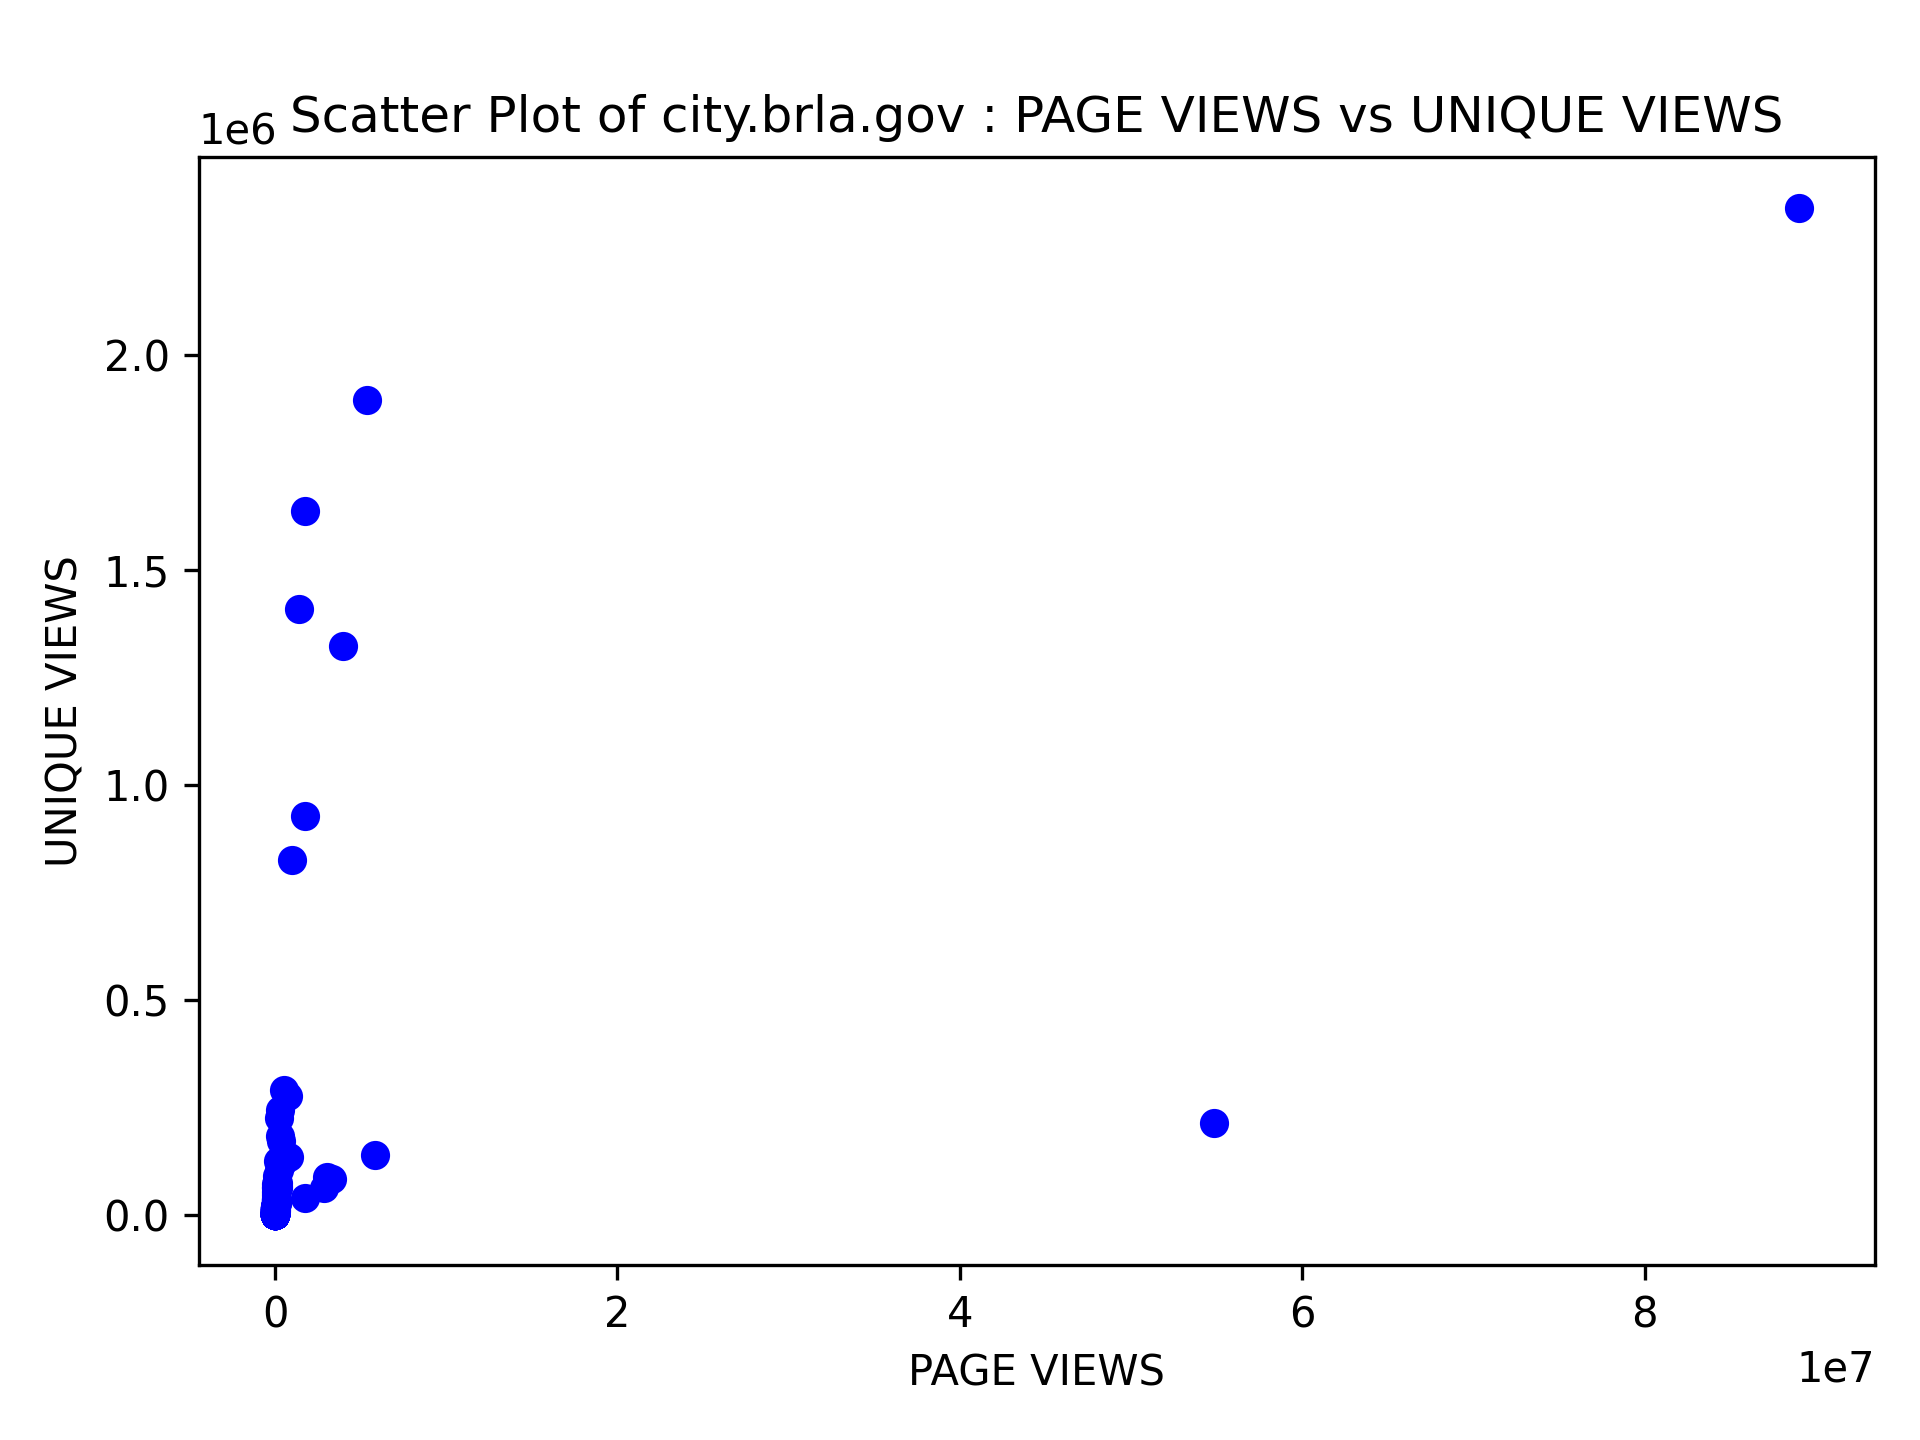 Scatter Plot of city.brla.gov : PAGE VIEWS vs UNIQUE VIEWS
1e6
2.0
1.5
1.0
0.5
0.0
UNIQUE VIEWS
0 2 4 6 8
PAGE VIEWS
1e7